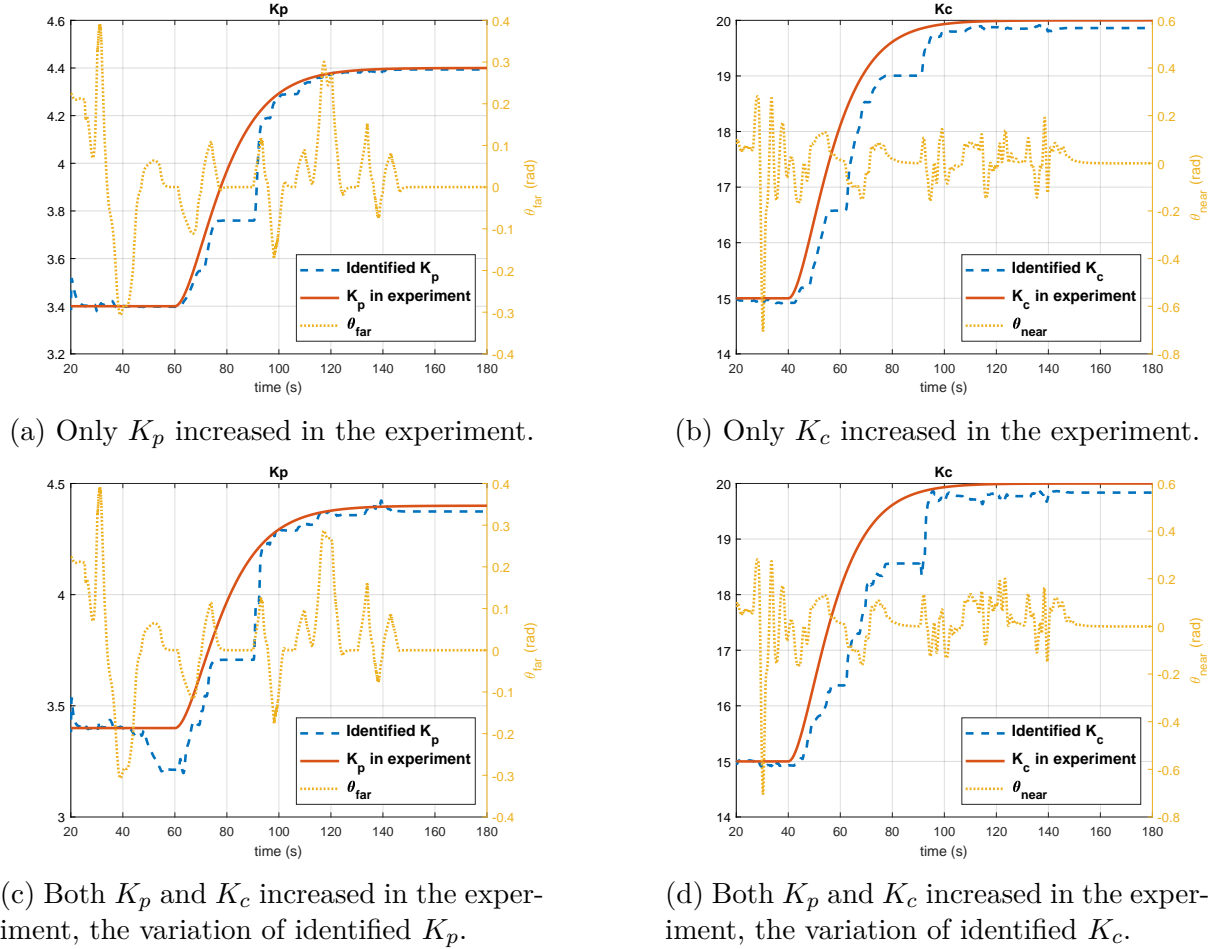 Kp
4.6
4.4
4.2
4
3.8
3.6
3.4
3.2
0.4
0.3
0.2
0.1
0
-0.1
-0.2
-0.3
-0.4
θfar (rad)
Identified Kp
Kp in experiment
θfar
20 40 60 80 100 120 140 160 180
time (s)
(a) Only Kp increased in the experiment.
Kc
20
19
18
17
16
15
14
0.6
0.4
0.2
0
-0.2
-0.4
-0.6
-0.8
θnear (rad)
Identified Kc
Kc in experiment
θnear
20 40 60 80 100 120 140 160 180
time (s)
(b) Only Kc increased in the experiment.
Kp
4.5
4
3.5
3
0.4
0.3
0.2
0.1
0
-0.1
-0.2
-0.3
-0.4
θfar (rad)
Identified Kp
Kp in experiment
θfar
20 40 60 80 100 120 140 160 180
time (s)
(c) Both Kp and Kc increased in the exper-
iment, the variation of identified Kp.
Kc
20
19
18
17
16
15
14
0.6
0.4
0.2
0
-0.2
-0.4
-0.6
-0.8
θnear (rad)
Identified Kc
Kc in experiment
θnear
20 40 60 80 100 120 140 160 180
time (s)
(d) Both Kp and Kc increased in the exper-
iment, the variation of identified Kc.